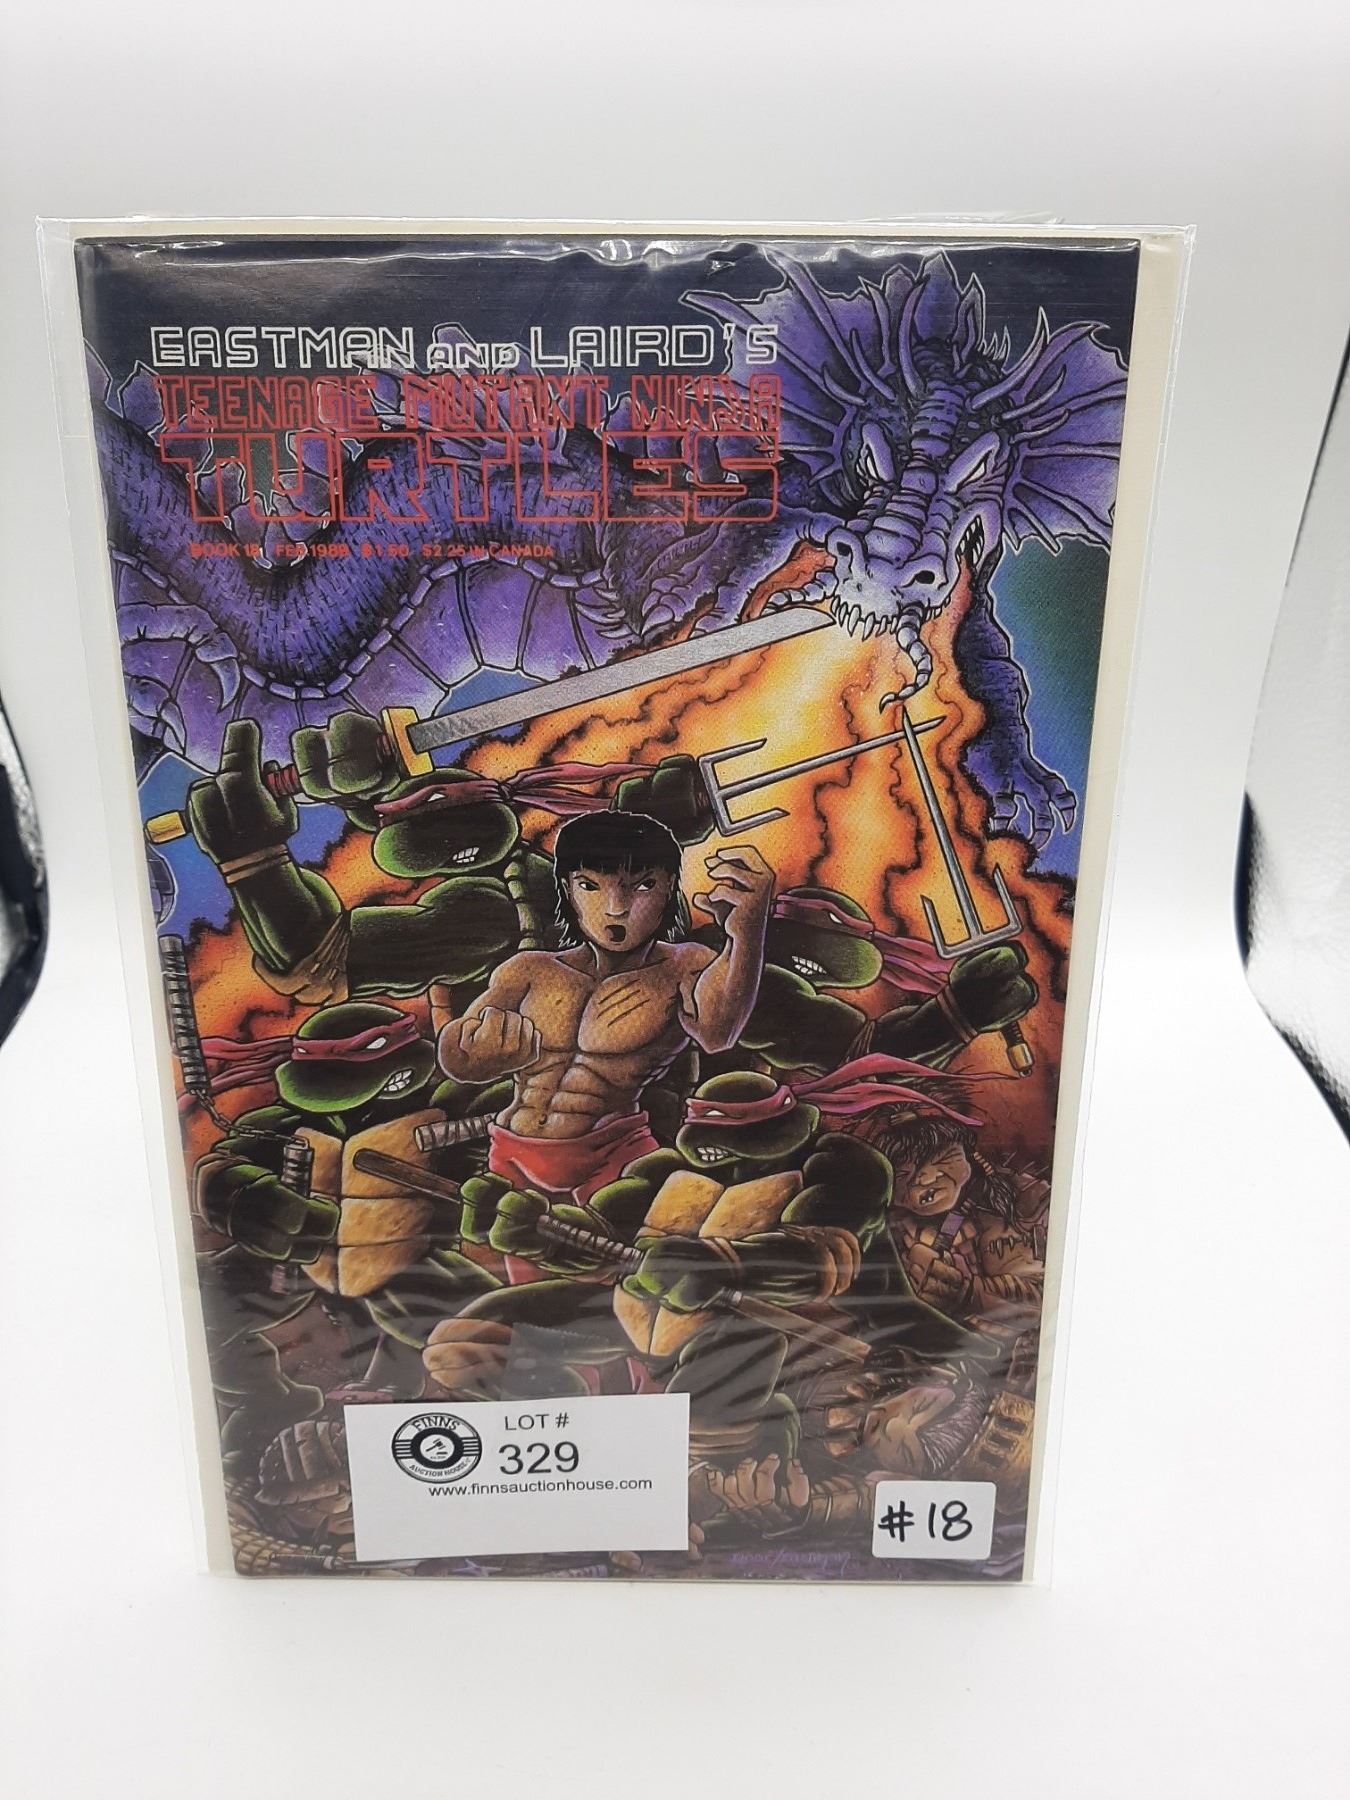 EASTMAN AND LAIRD'S
TEENAGE MUTANT NINJA
TURTLES
BOOK 18 FEB 1988 $1.50 $2.25 IN CANADA
FINNS
AUCTION HOUSE
LOT #
329
www.finnsauctionhouse.com
#18